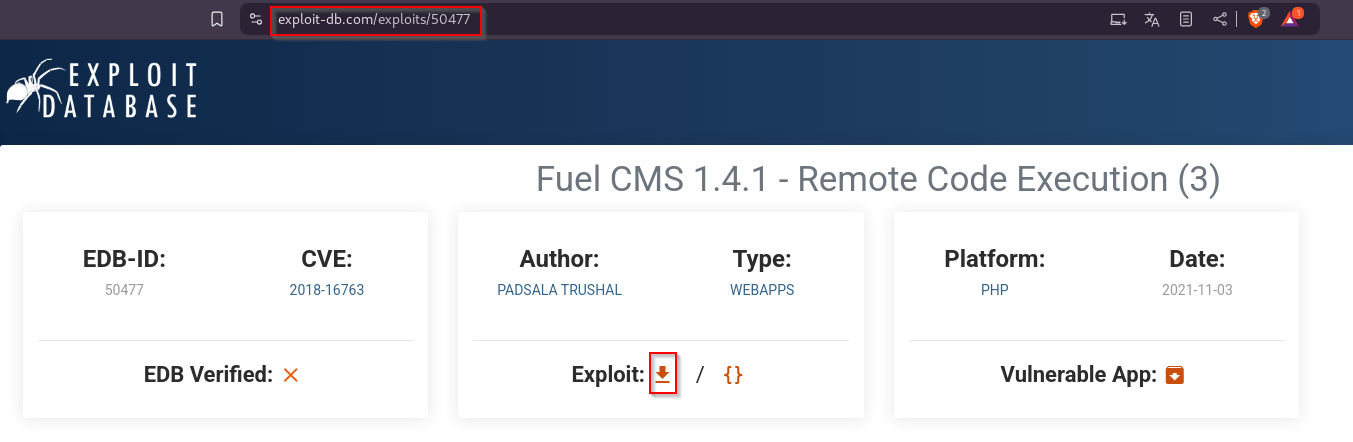 exploit-db.com/exploits/50477
2
1
EXPLOIT
DATABASE
Fuel CMS 1.4.1 - Remote Code Execution (3)
EDB-ID:
50477
CVE:
2018-16763
Author:
PADSALA TRUSHAL
Type:
WEBAPPS
Platform:
PHP
Date:
2021-11-03
EDB Verified:
Exploit: / {}
Vulnerable App: